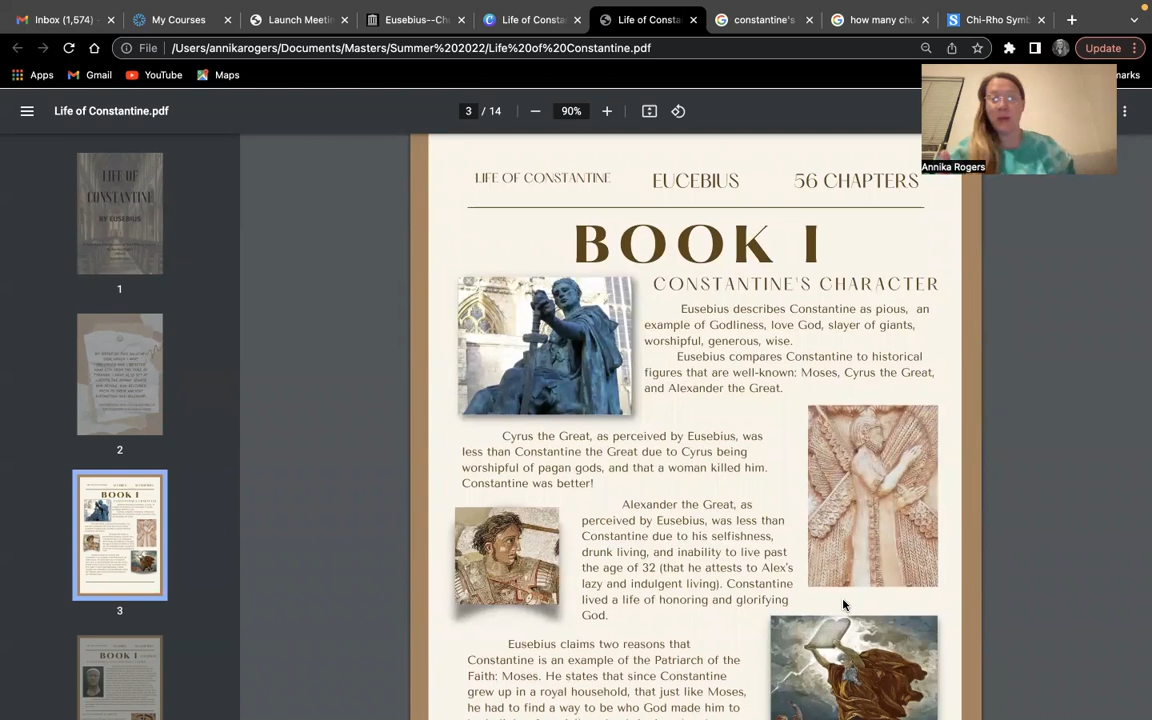 Inbox (1,574)
My Courses
Launch Meeti
Eusebius--Chu
Life of Consta
Life of Consta
constantine's
how many chu
Chi-Rho Symb
File
/Users/annikarogers/Documents/Masters/Summer%202022/Life%20of%20Constantine.pdf
Update
Apps
Gmail
YouTube
Maps
marks
Life of Constantine.pdf
3 / 14
90%
Annika Rogers
LIFE OF
CONSTANTINE
BY EUSEBIUS
1
2
BOOK I
3
BOOK I
LIFE OF CONSTANTINE EUCEBIUS 56 CHAPTERS
BOOK I
CONSTANTINE'S CHARACTER
Eusebius describes Constantine as pious, an
example of Godliness, love God, slayer of giants,
worshipful, generous, wise.
Eusebius compares Constantine to historical
figures that are well-known: Moses, Cyrus the Great,
and Alexander the Great.
Cyrus the Great, as perceived by Eusebius, was
less than Constantine the Great due to Cyrus being
worshipful of pagan gods, and that a woman killed him.
Constantine was better!
Alexander the Great, as
perceived by Eusebius, was less than
Constantine due to his selfishness,
drunk living, and inability to live past
the age of 32 (that he attests to Alex's
lazy and indulgent living). Constantine
lived a life of honoring and glorifying
God.
Eusebius claims two reasons that
Constantine is an example of the Patriarch of the
Faith: Moses. He states that since Constantine
grew up in a royal household, that just like Moses,
he had to find a way to be who God made him to